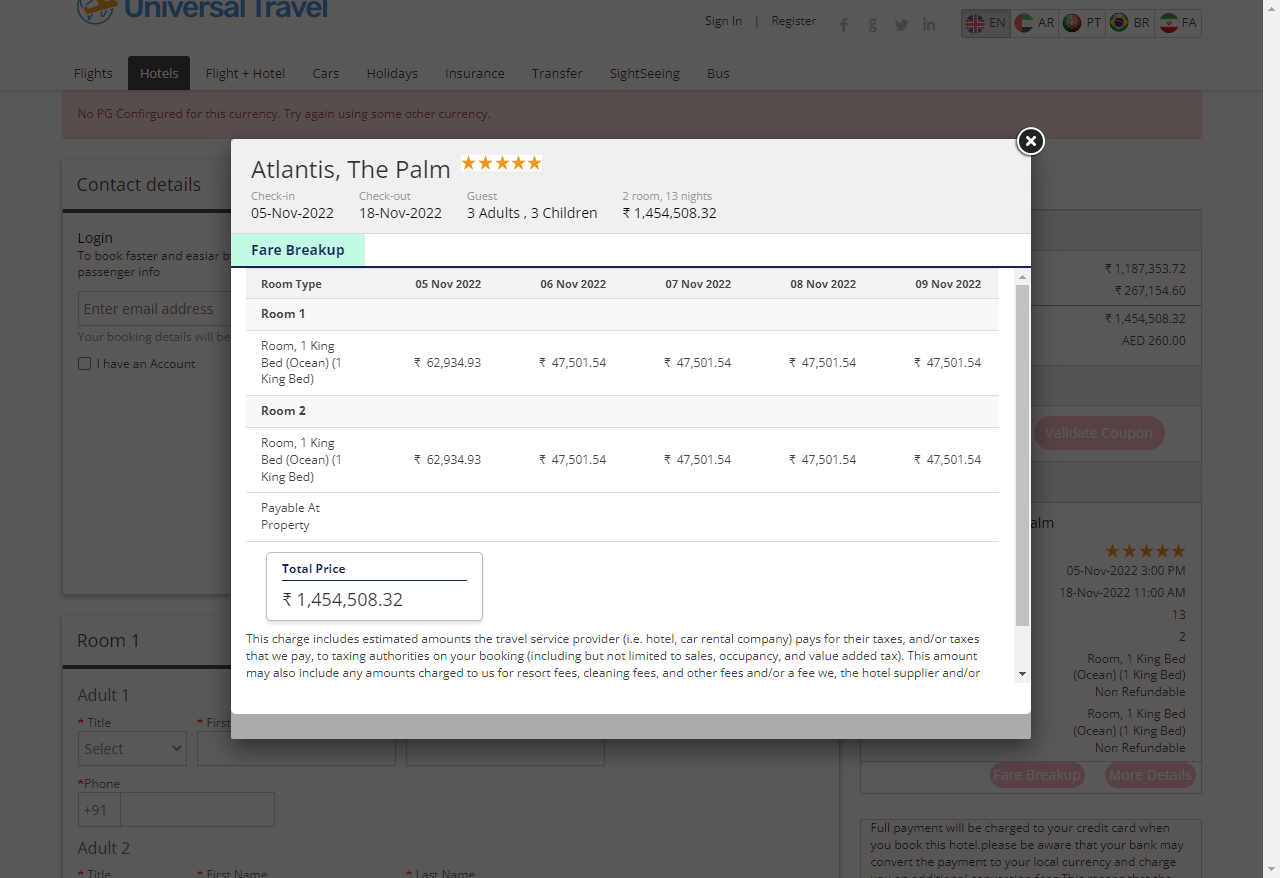 Universal Travel
Sign In | Register
EN AR PT BR FA
Flights Hotels Flight + Hotel Cars Holidays Insurance Transfer SightSeeing Bus
No PG Confirgured for this currency. Try again using some other currency.
Contact details
Login
To book faster and easiar
passenger info
Enter email address
Your booking details will be
I have an Account
Room 1
Adult 1
* Title
* First
Select
*Phone
+91
Adult 2
* Title * First Name * Last Name
Atlantis, The Palm
Check-in Check-out Guest 2 room, 13 nights
05-Nov-2022 18-Nov-2022 3 Adults , 3 Children ₹ 1,454,508.32
Fare Breakup
Room Type 05 Nov 2022 06 Nov 2022 07 Nov 2022 08 Nov 2022 09 Nov 2022
Room 1
Room, 1 King
Bed (Ocean) (1
King Bed)
₹ 62,934.93 ₹ 47,501.54 ₹ 47,501.54 ₹ 47,501.54 ₹ 47,501.54
Room 2
Room, 1 King
Bed (Ocean) (1
King Bed)
₹ 62,934.93 ₹ 47,501.54 ₹ 47,501.54 ₹ 47,501.54 ₹ 47,501.54
Payable At
Property
Total Price
₹ 1,454,508.32
This charge includes estimated amounts the travel service provider (i.e. hotel, car rental company) pays for their taxes, and/or taxes
that we pay, to taxing authorities on your booking (including but not limited to sales, occupancy, and value added tax). This amount
may also include any amounts charged to us for resort fees, cleaning fees, and other fees and/or a fee we, the hotel supplier and/or
₹ 1,187,353.72
₹ 267,154.60
₹ 1,454,508.32
AED 260.00
Validate Coupon
alm
05-Nov-2022 3:00 PM
18-Nov-2022 11:00 AM
13
2
Room, 1 King Bed
(Ocean) (1 King Bed)
Non Refundable
Room, 1 King Bed
(Ocean) (1 King Bed)
Non Refundable
Fare Breakup More Details
Full payment will be charged to your credit card when
you book this hotel.please be aware that your bank may
convert the payment to your local currency and charge
you an additional conversion fee. This means that the